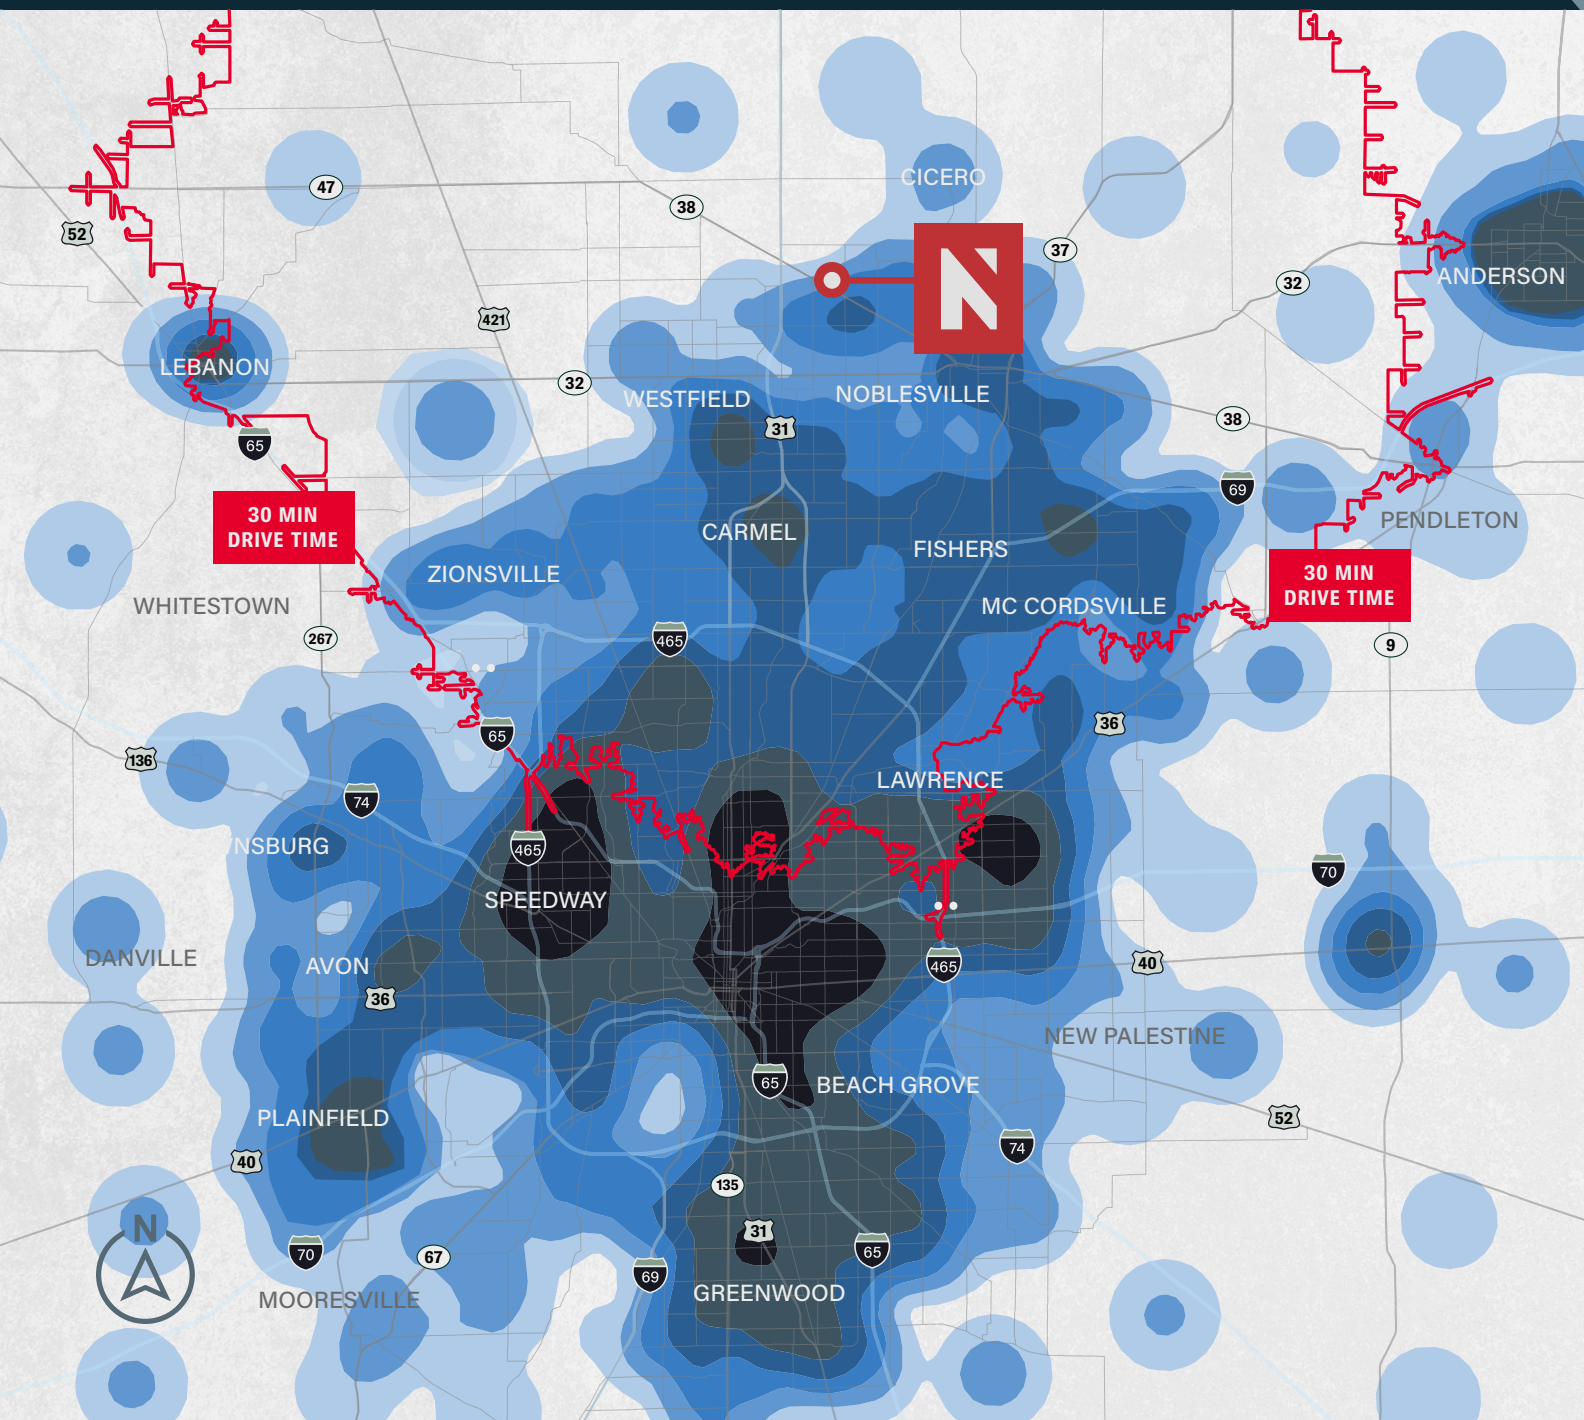 CICERO
47
38
52
N
37
32
ANDERSON
421
LEBANON
32
WESTFIELD
NOBLESVILLE
31
38
65
69
30 MIN
DRIVE TIME
PENDLETON
CARMEL
FISHERS
ZIONSVILLE
30 MIN
DRIVE TIME
WHITESTOWN
MC CORDSVILLE
267
465
9
36
65
136
LAWRENCE
74
NSBURG
465
70
SPEEDWAY
DANVILLE
AVON
465
40
36
NEW PALESTINE
65
BEACH GROVE
PLAINFIELD
52
74
40
135
N
31
70
67
65
69
GREENWOOD
MOORESVILLE